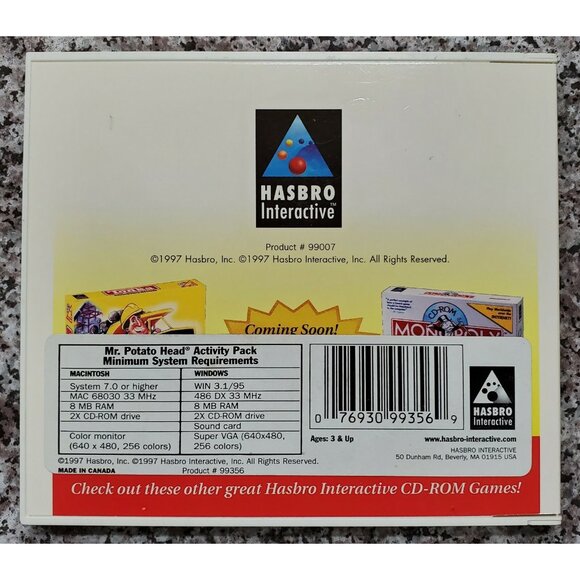 HASBRO
Interactive™
Product # 99007
©1997 Hasbro, Inc. ©1997 Hasbro Interactive, Inc. All Rights Reserved.
Coming Soon!
CD-ROM
MONOPOLY
Mr. Potato Head® Activity Pack
Minimum System Requirements
MACINTOSH WINDOWS
System 7.0 or higher WIN 3.1/95
MAC 68030 33 MHz 486 DX 33 MHz
8 MB RAM 8 MB RAM
2X CD-ROM drive 2X CD-ROM drive
Sound card
Color monitor Super VGA (640x480,
(640 x 480, 256 colors) 256 colors)
©1997 Hasbro, Inc. ©1997 Hasbro Interactive, Inc. All Rights Reserved.
MADE IN CANADA Product # 99356
0 76930 99356 9
Ages: 3 & Up
HASBRO
Interactive
www.hasbro-interactive.com
HASBRO INTERACTIVE
50 Dunham Rd, Beverly, MA 01915 USA
Check out these other great Hasbro Interactive CD-ROM Games!